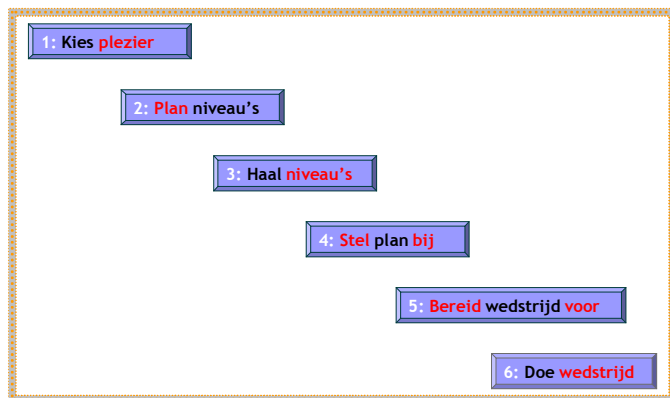 1: Kies plezier
2: Plan niveau’s
3: Haal niveau’s
4: Stel plan bij
5: Bereid wedstrijd voor
6: Doe wedstrijd